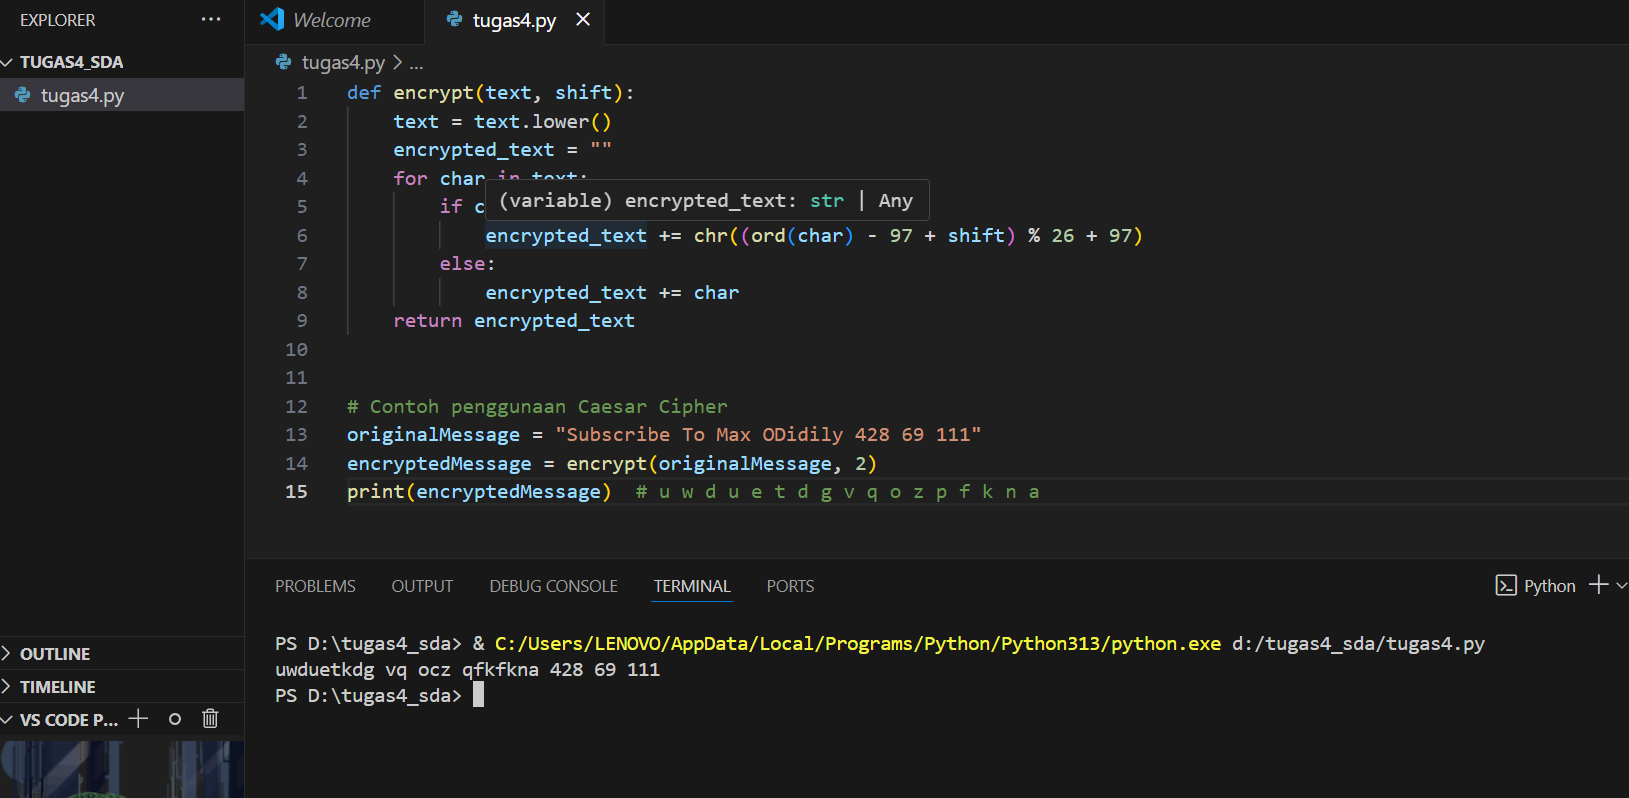 EXPLORER ···
TUGAS4_SDA
tugas4.py
OUTLINE
TIMELINE
VS CODE P...
Welcome
tugas4.py
tugas4.py > ...
1 def encrypt(text, shift):
2 text = text.lower()
3 encrypted_text = ""
4 for char in text:
(variable) encrypted_text: str | Any
5 if c
6 encrypted_text += chr((ord(char) - 97 + shift) % 26 + 97)
7 else:
8 encrypted_text += char
9 return encrypted_text
10
11
12 # Contoh penggunaan Caesar Cipher
13 originalMessage = "Subscribe To Max ODidily 428 69 111"
14 encryptedMessage = encrypt(originalMessage, 2)
15 print(encryptedMessage) # u w d u e t d g v q o z p f k n a
PROBLEMS OUTPUT DEBUG CONSOLE TERMINAL PORTS
Python
PS D:\tugas4_sda> & C:/Users/LENOVO/AppData/Local/Programs/Python/Python313/python.exe d:/tugas4_sda/tugas4.py
uwduetkdg vq ocz qfkfkna 428 69 111
PS D:\tugas4_sda>